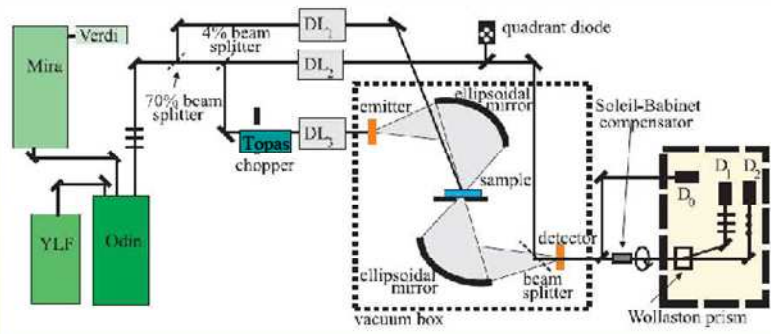 Verdi
Mira
YLF
Odin
70% beam
splitter
4% beam
splitter
DL1
DL2
Topas
chopper
DL3
quadrant diode
emitter
ellipsoidal
mirror
sample
ellipsoidal
mirror
detector
beam
splitter
vacuum box
Soleil-Babinet
compensator
D0
D1
D2
Wollaston prism